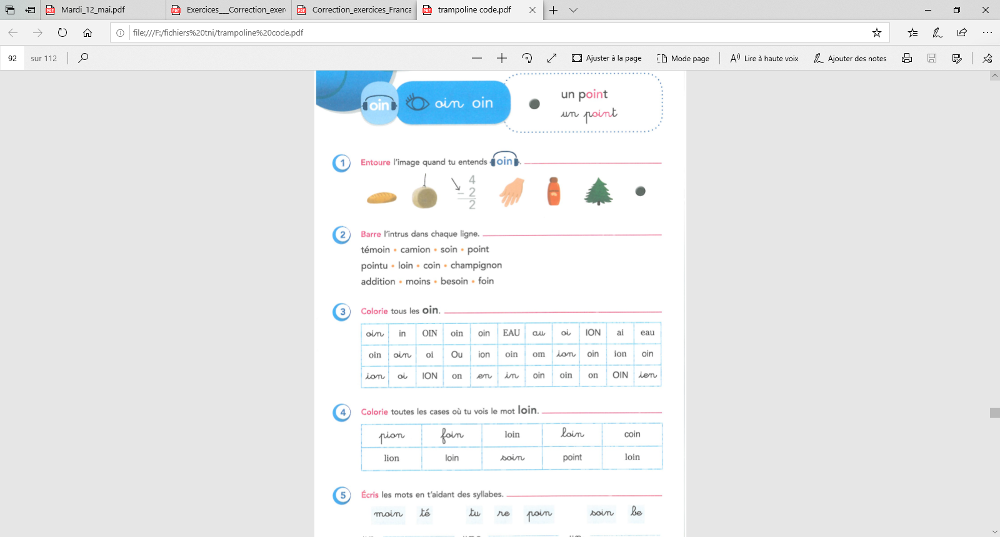 Mardi_12_mai.pdf
Exercices___Correction_exer
Correction_exercices_Franca
trampoline code.pdf
file:///F:/fichiers%20tni/trampoline%20code.pdf
92 sur 112
Ajuster à la page
Mode page
Lire à haute voix
Ajouter des notes
oin oin oin
un point
un point
1 Entoure l'image quand tu entends oin.
4
- 2
2
2 Barre l'intrus dans chaque ligne.
témoin • camion • soin • point
pointu • loin • coin • champignon
addition • moins • besoin • foin
3 Colorie tous les oin.
oin in OIN oin oin EAU au oi ION ai eau
oin oin oi Ou ion oin om ion oin ion oin
ion oi ION on en in oin oin on OIN ien
4 Colorie toutes les cases où tu vois le mot loin.
pion foin loin loin coin
lion loin soin point loin
5 Écris les mots en t'aidant des syllabes.
moin té tu re poin soin be